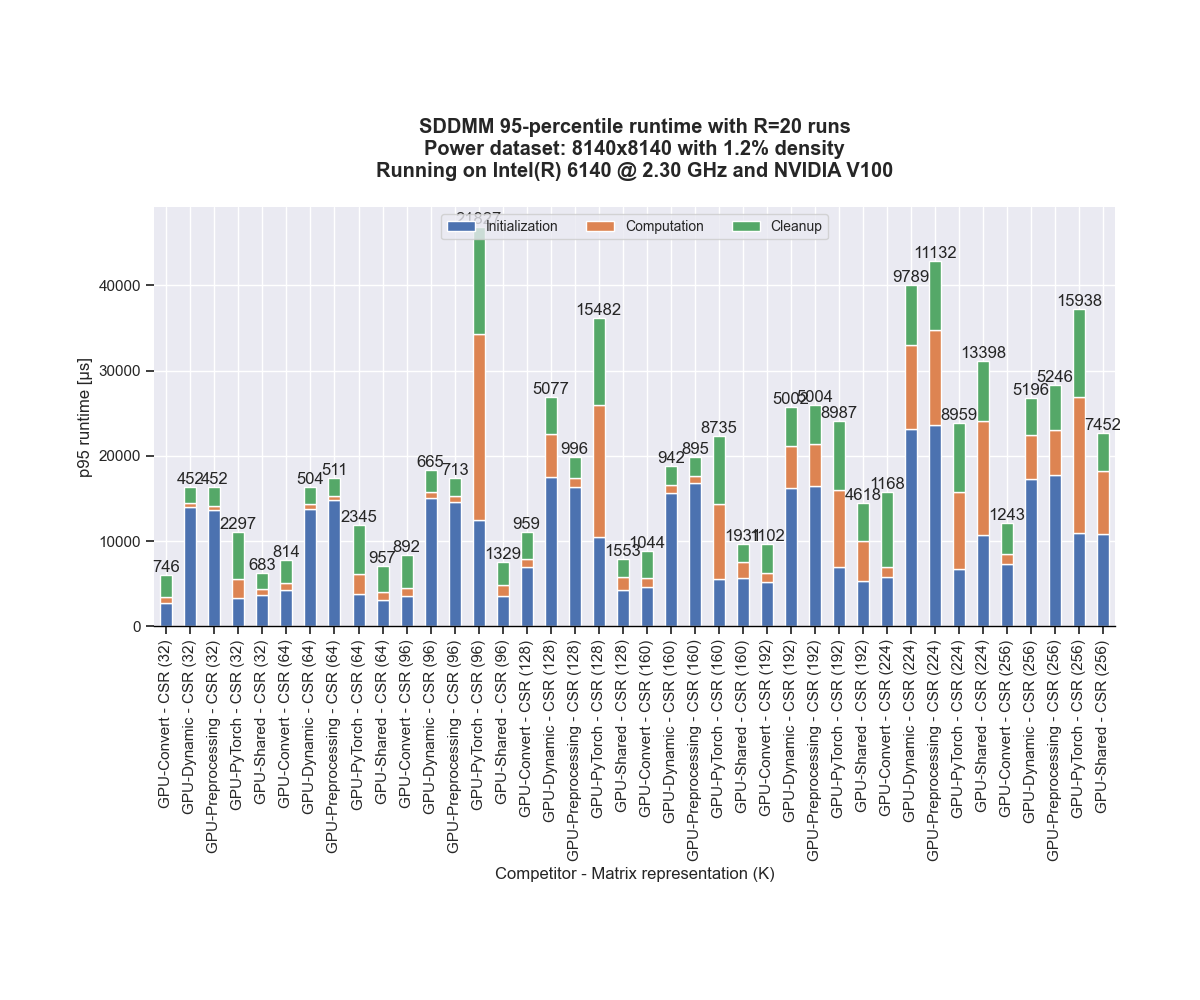 SDDMM 95-percentile runtime with R=20 runs
Power dataset: 8140x8140 with 1.2% density
Running on Intel(R) 6140 @ 2.30 GHz and NVIDIA V100
Initialization
Computation
Cleanup
p95 runtime [μs]
40000
30000
20000
10000
0
746
452
452
2297
683
814
504
511
2345
957
892
665
713
1329
959
5077
996
15482
1553
1044
942
895
8735
1931
1102
5002
5004
8987
4618
1168
9789
11132
8959
13398
1243
5196
5246
15938
7452
GPU-Convert - CSR (32)
GPU-Dynamic - CSR (32)
GPU-Preprocessing - CSR (32)
GPU-PyTorch - CSR (32)
GPU-Shared - CSR (32)
GPU-Convert - CSR (64)
GPU-Dynamic - CSR (64)
GPU-Preprocessing - CSR (64)
GPU-PyTorch - CSR (64)
GPU-Shared - CSR (64)
GPU-Convert - CSR (96)
GPU-Dynamic - CSR (96)
GPU-Preprocessing - CSR (96)
GPU-PyTorch - CSR (96)
GPU-Shared - CSR (96)
GPU-Convert - CSR (128)
GPU-Dynamic - CSR (128)
GPU-Preprocessing - CSR (128)
GPU-PyTorch - CSR (128)
GPU-Shared - CSR (128)
GPU-Convert - CSR (160)
GPU-Dynamic - CSR (160)
GPU-Preprocessing - CSR (160)
GPU-PyTorch - CSR (160)
GPU-Shared - CSR (160)
GPU-Convert - CSR (192)
GPU-Dynamic - CSR (192)
GPU-Preprocessing - CSR (192)
GPU-PyTorch - CSR (192)
GPU-Shared - CSR (192)
GPU-Convert - CSR (224)
GPU-Dynamic - CSR (224)
GPU-Preprocessing - CSR (224)
GPU-PyTorch - CSR (224)
GPU-Shared - CSR (224)
GPU-Convert - CSR (256)
GPU-Dynamic - CSR (256)
GPU-Preprocessing - CSR (256)
GPU-PyTorch - CSR (256)
GPU-Shared - CSR (256)
Competitor - Matrix representation (K)